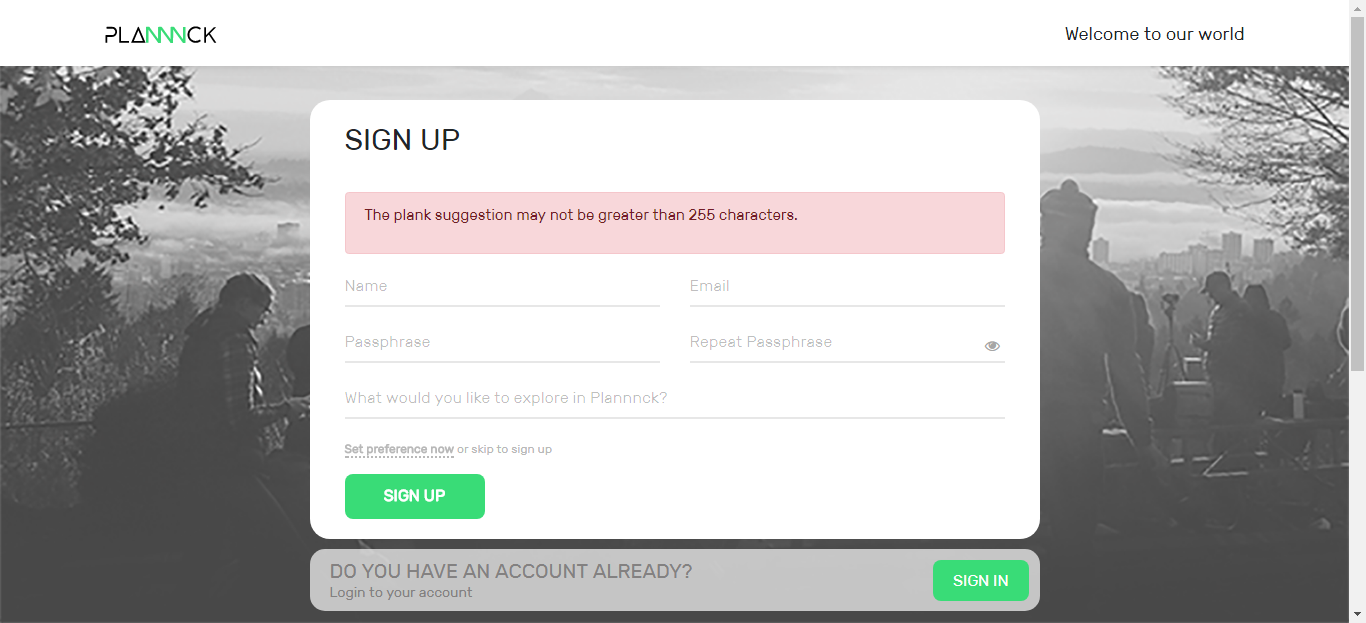 PLANNNCK
Welcome to our world
SIGN UP
The plank suggestion may not be greater than 255 characters.
Name
Email
Passphrase
Repeat Passphrase
What would you like to explore in Plannnck?
Set preference now or skip to sign up
SIGN UP
DO YOU HAVE AN ACCOUNT ALREADY?
Login to your account
SIGN IN